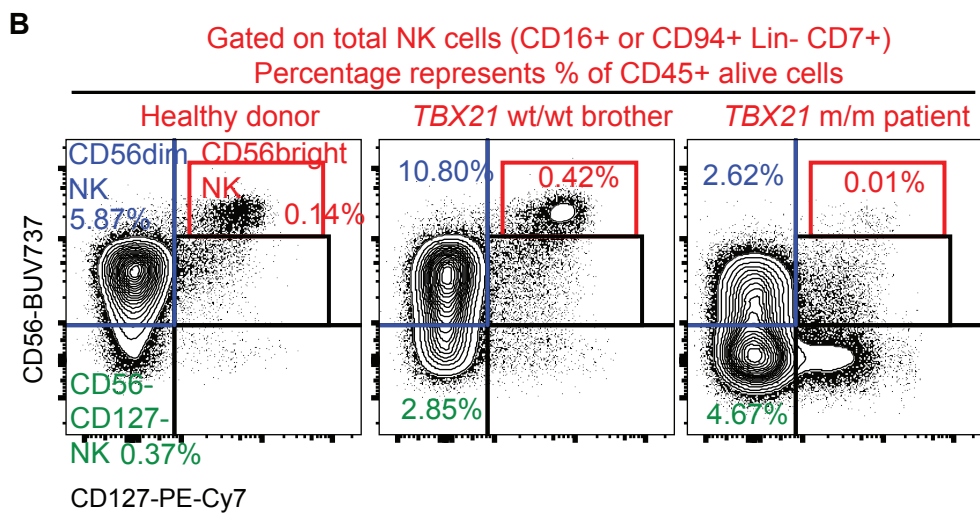 B
Gated on total NK cells (CD16+ or CD94+ Lin- CD7+)
Percentage represents % of CD45+ alive cells
Healthy donor
TBX21 wt/wt brother
TBX21 m/m patient
CD56dim
NK
5.87%
CD56bright
NK
0.14%
CD56-
CD127-
NK 0.37%
10.80%
0.42%
2.85%
2.62%
0.01%
4.67%
CD56-BUV737
CD127-PE-Cy7